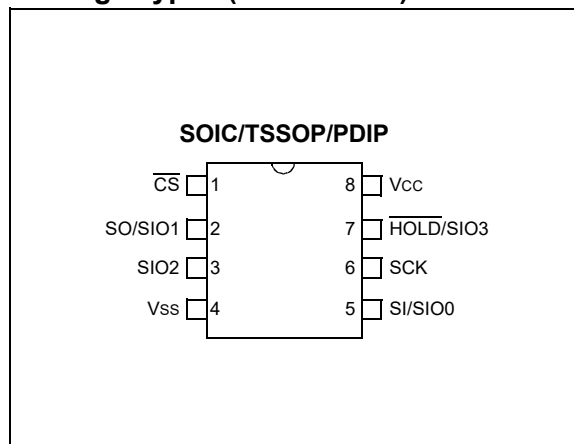 SOIC/TSSOP/PDIP
CS 1 8 Vcc
SO/SIO1 2 7 HOLD/SIO3
SIO2 3 6 SCK
Vss 4 5 SI/SIO0